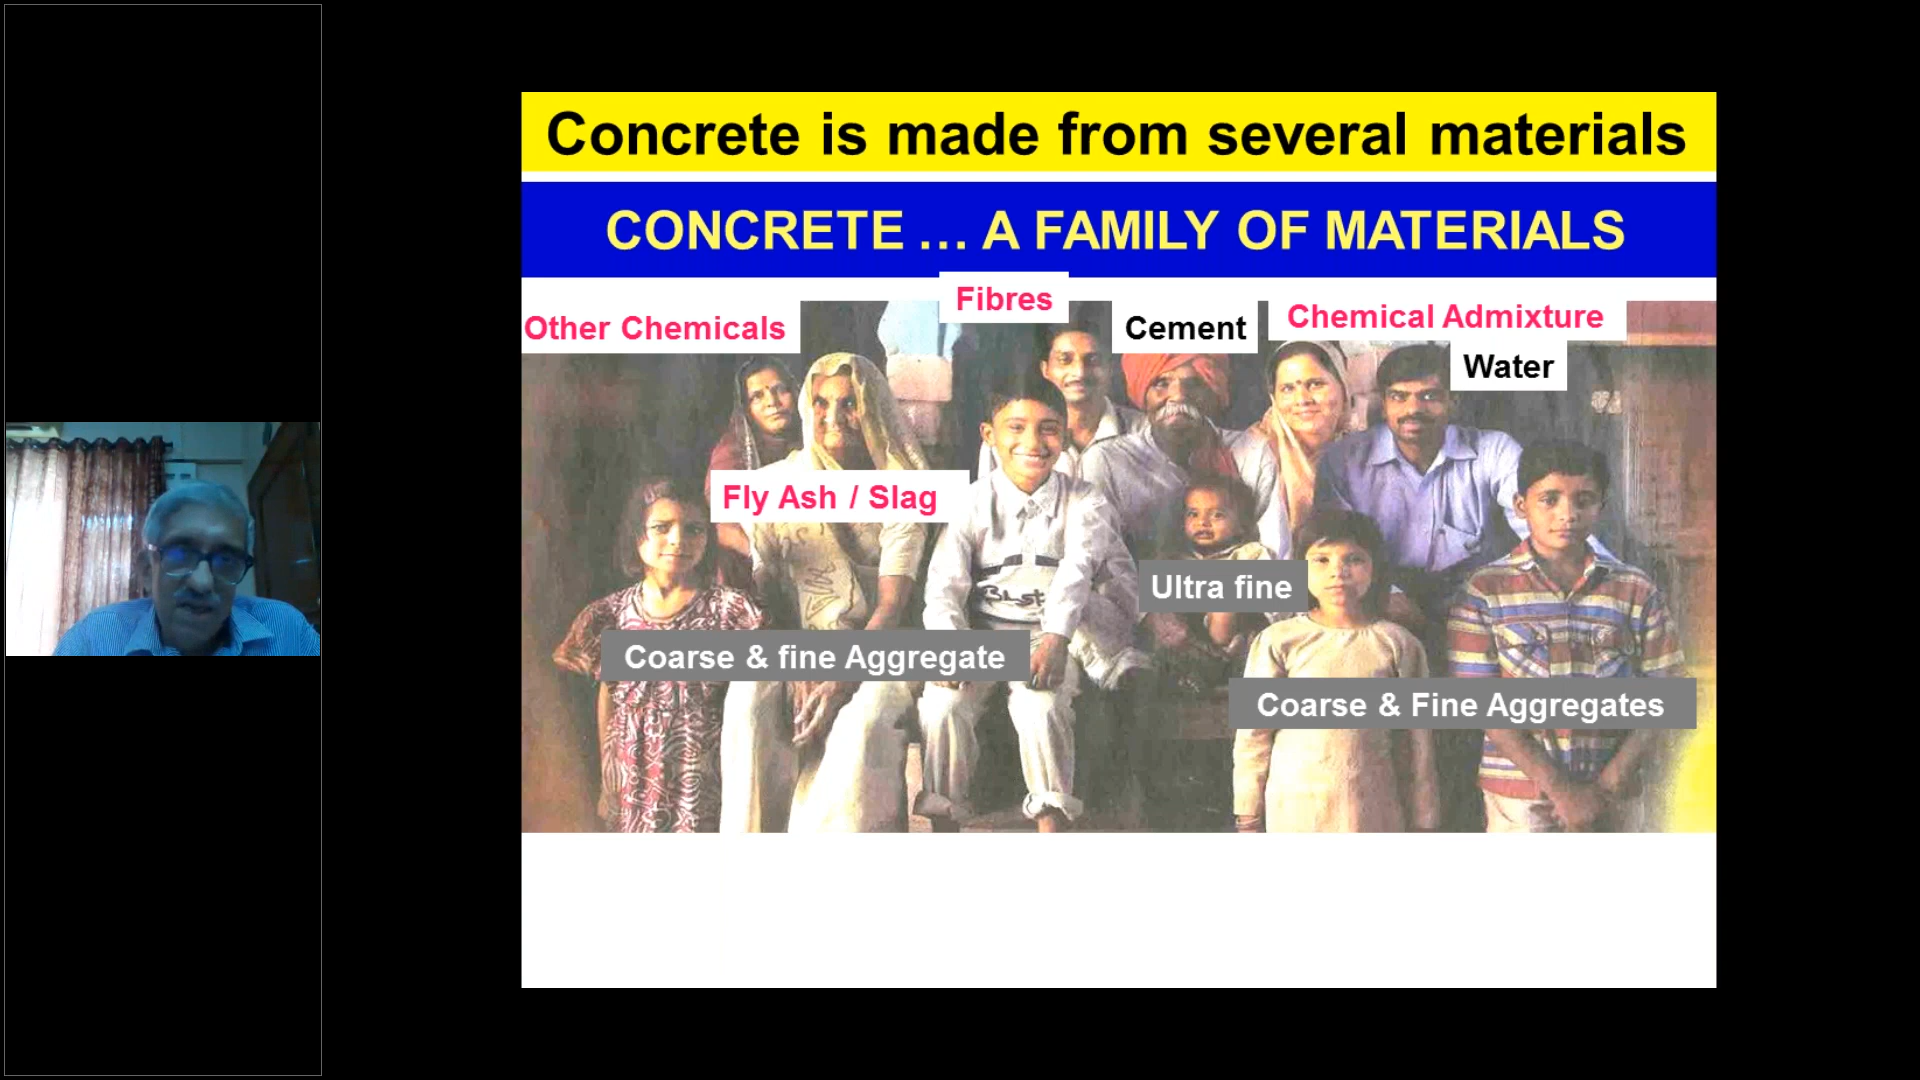 Concrete is made from several materials
CONCRETE ... A FAMILY OF MATERIALS
Fibres
Other Chemicals
Cement
Chemical Admixture
Water
Fly Ash / Slag
Ultra fine
Coarse & fine Aggregate
Coarse & Fine Aggregates